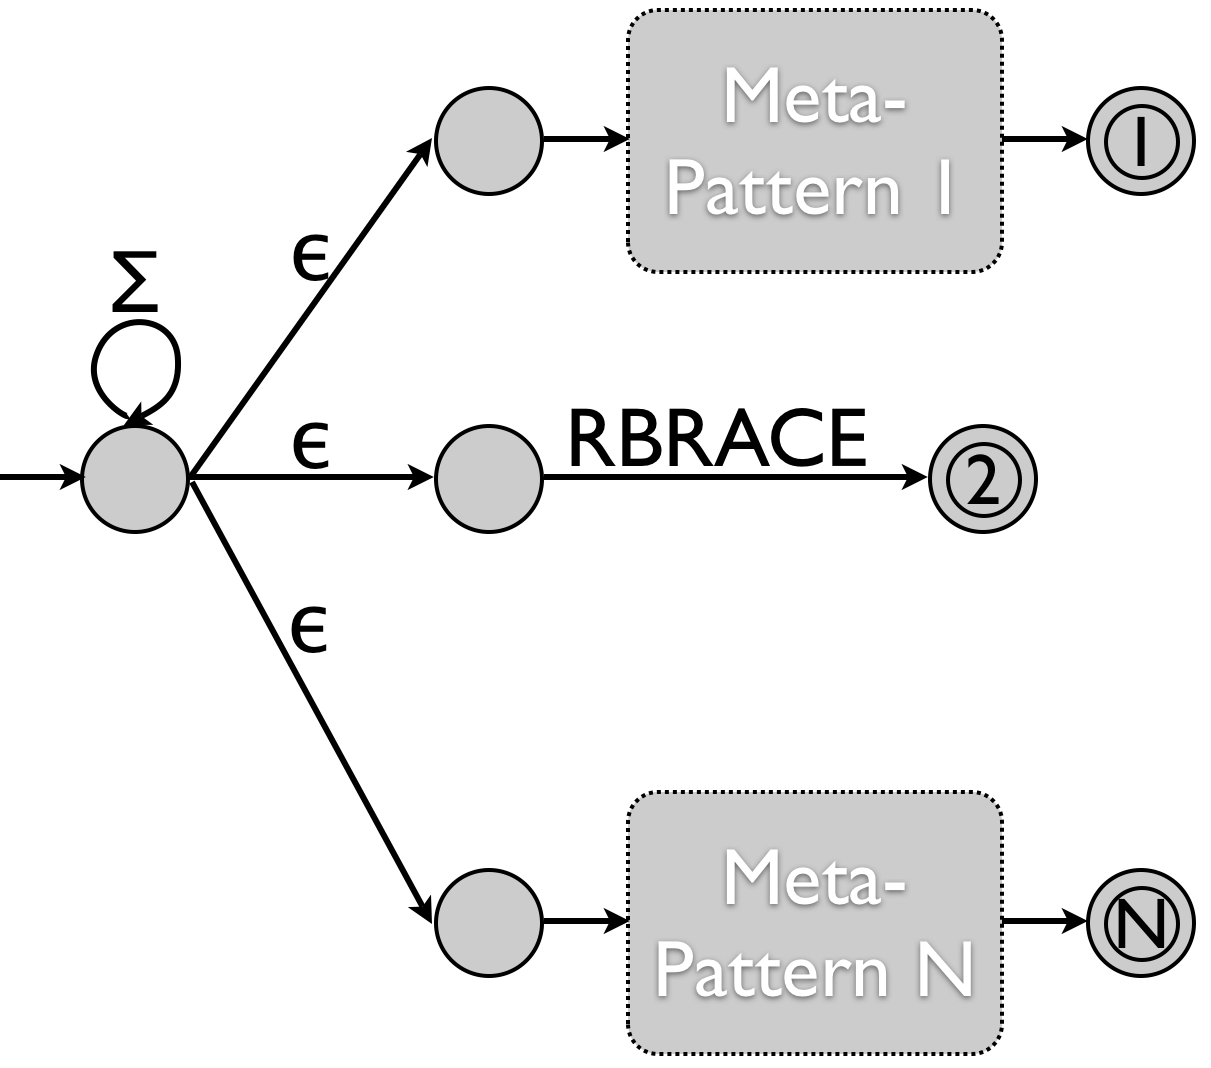 Meta-
Pattern 1
1
Σ
ϵ
ϵ
RBRACE
2
ϵ
Meta-
Pattern N
N